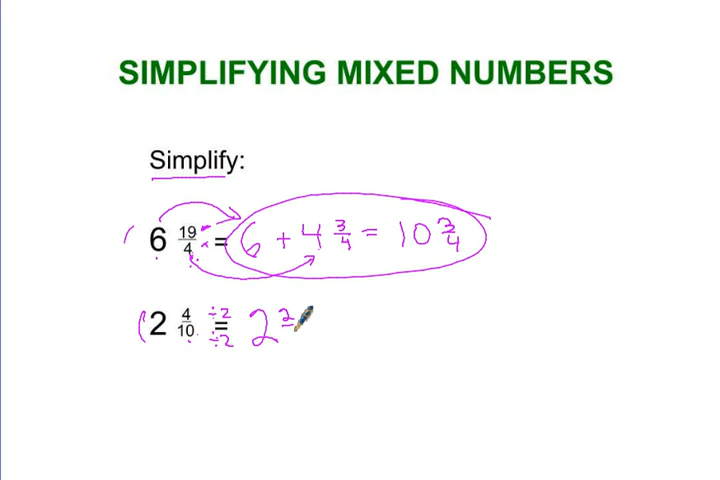 SIMPLIFYING MIXED NUMBERS
Simplify:
6 19/4 = 6 + 4 3/4 = 10 3/4
2 4/10 ÷2/÷2 = 2 2